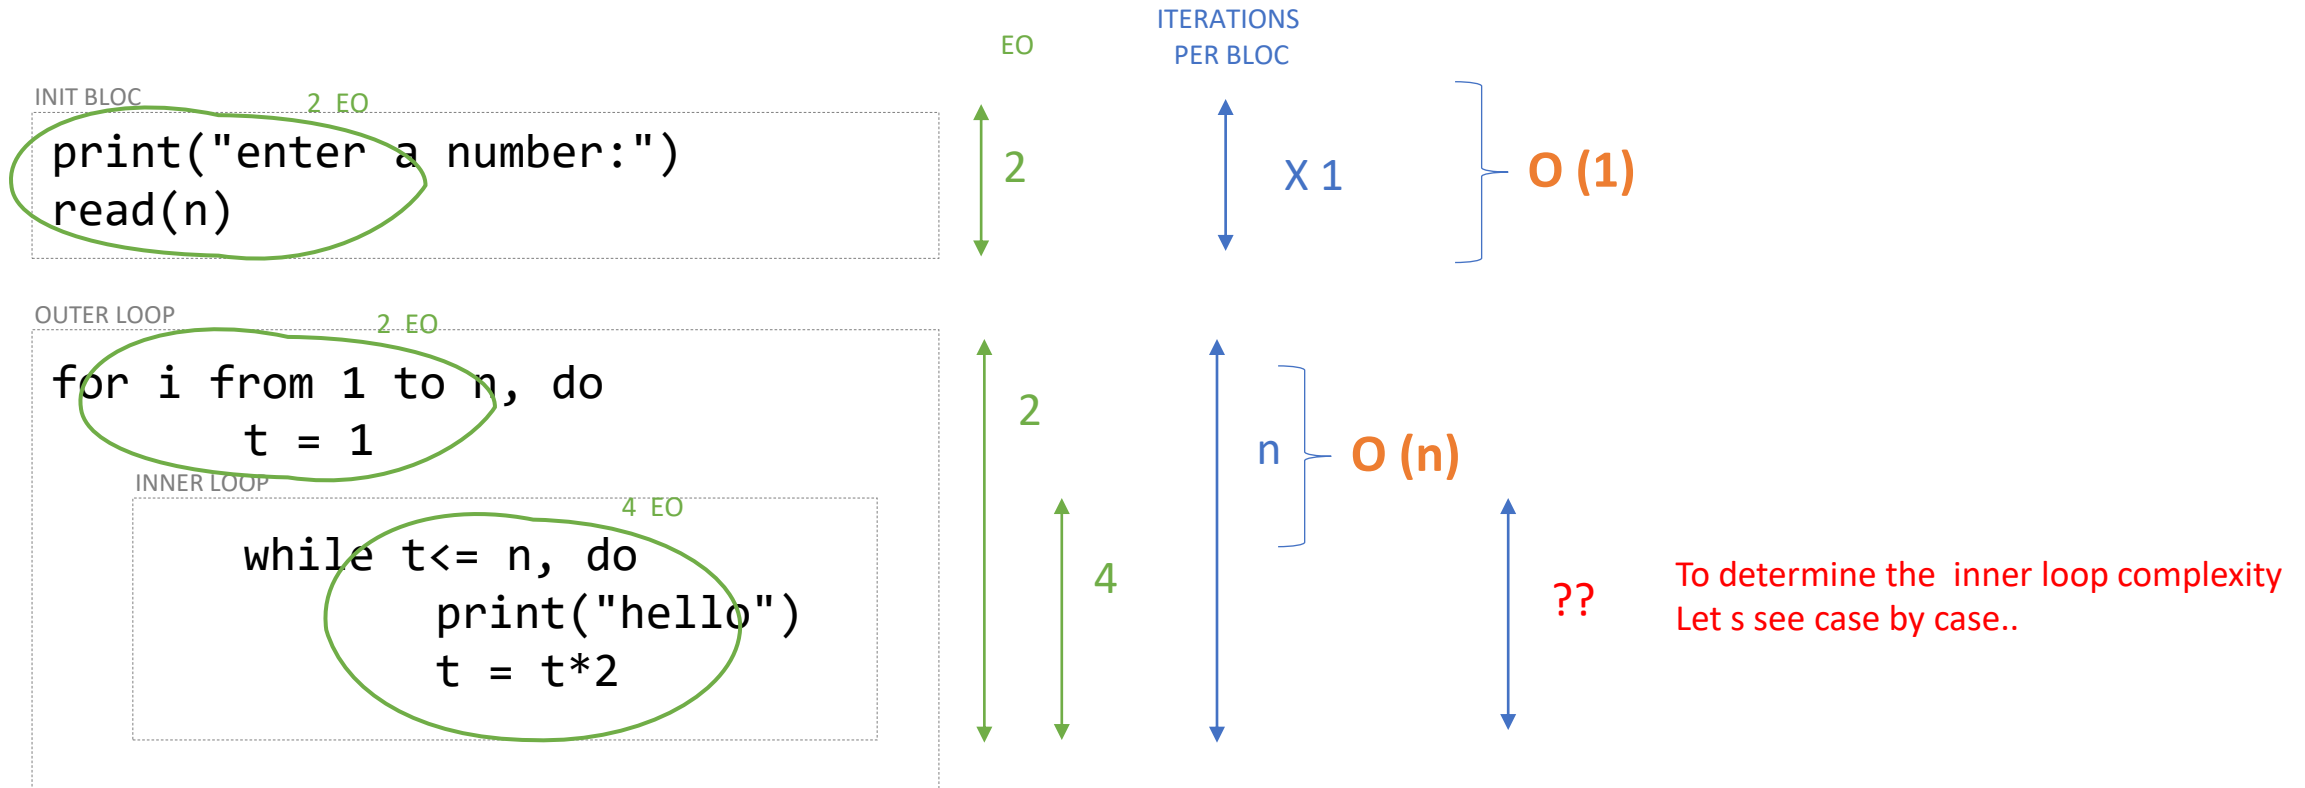 EO
ITERATIONS
PER BLOC
INIT BLOC
2 EO
print("enter a number:")
read(n)
2
X 1
O (1)
OUTER LOOP
2 EO
for i from 1 to n, do
t = 1
2
n
O (n)
INNER LOOP
4 EO
while t<= n, do
print("hello")
t = t*2
4
??
To determine the inner loop complexity
Let s see case by case..